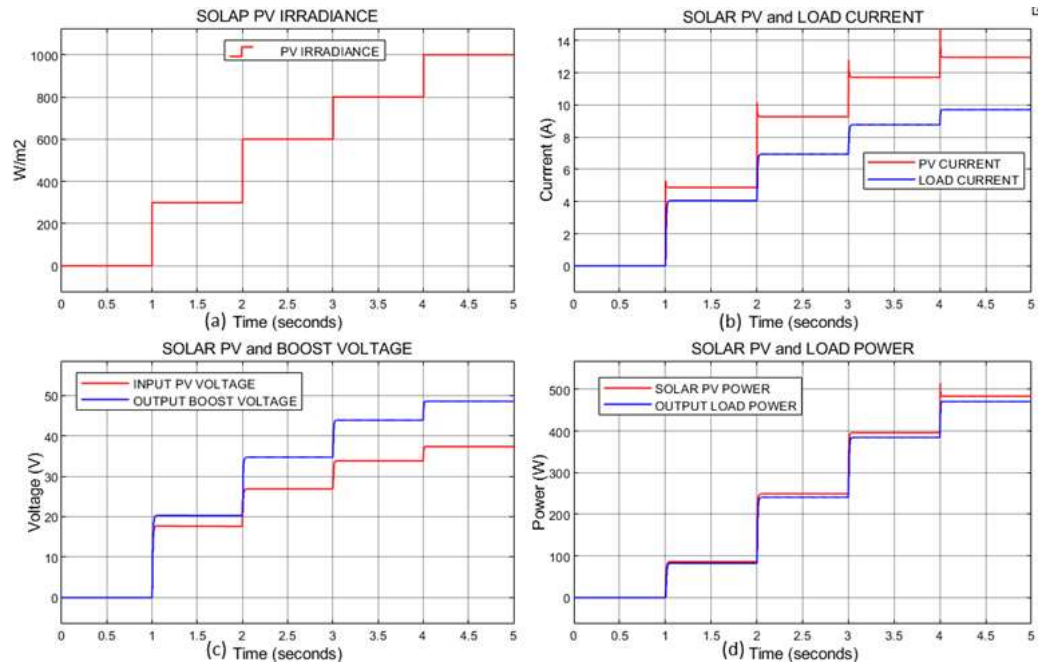 SOLAP PV IRRADIANCE
PV IRRADIANCE
W/m2
1000
800
600
400
200
0
0 0.5 1 1.5 2 2.5 3 3.5 4 4.5 5
(a) Time (seconds)
SOLAR PV and LOAD CURRENT
PV CURRENT
LOAD CURRENT
Currrent (A)
14
12
10
8
6
4
2
0
0 0.5 1 1.5 2 2.5 3 3.5 4 4.5 5
(b) Time (seconds)
SOLAR PV and BOOST VOLTAGE
INPUT PV VOLTAGE
OUTPUT BOOST VOLTAGE
Voltage (V)
50
40
30
20
10
0
0 0.5 1 1.5 2 2.5 3 3.5 4 4.5 5
(c) Time (seconds)
SOLAR PV and LOAD POWER
SOLAR PV POWER
OUTPUT LOAD POWER
Power (W)
500
400
300
200
100
0
0 0.5 1 1.5 2 2.5 3 3.5 4 4.5 5
(d) Time (seconds)